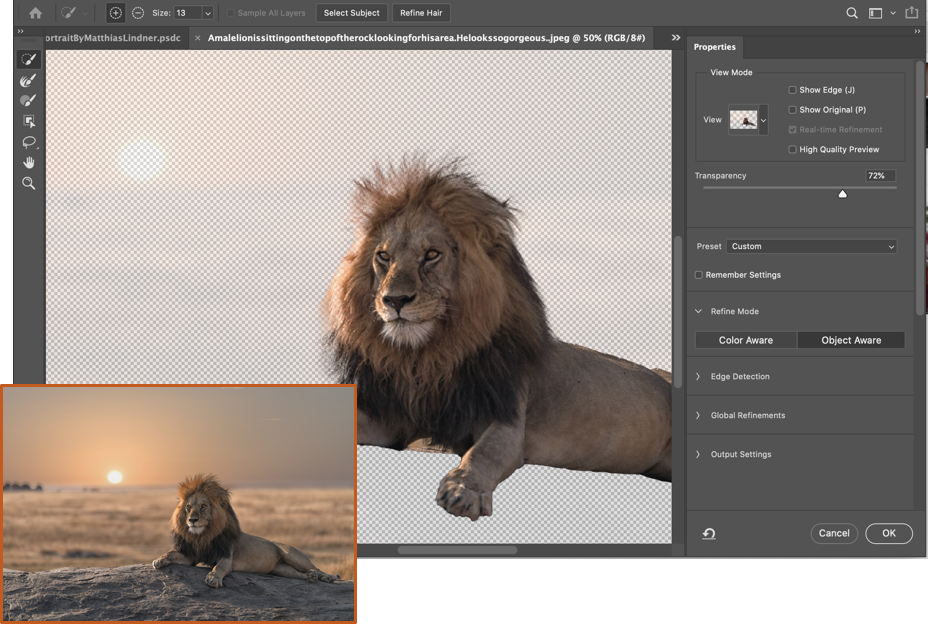 Size: 13 Sample All Layers Select Subject Refine Hair
ortraitByMatthiasLindner.psdc × Amalelionissittingonthetopoftherocklookingforhisarea.Helookssogorgeous..jpeg @ 50% (RGB/8#)
Properties
View Mode
Show Edge (J)
Show Original (P)
View
Real-time Refinement
High Quality Preview
Transparency 72%
Preset Custom
Remember Settings
Refine Mode
Color Aware Object Aware
Edge Detection
Global Refinements
Output Settings
Cancel OK